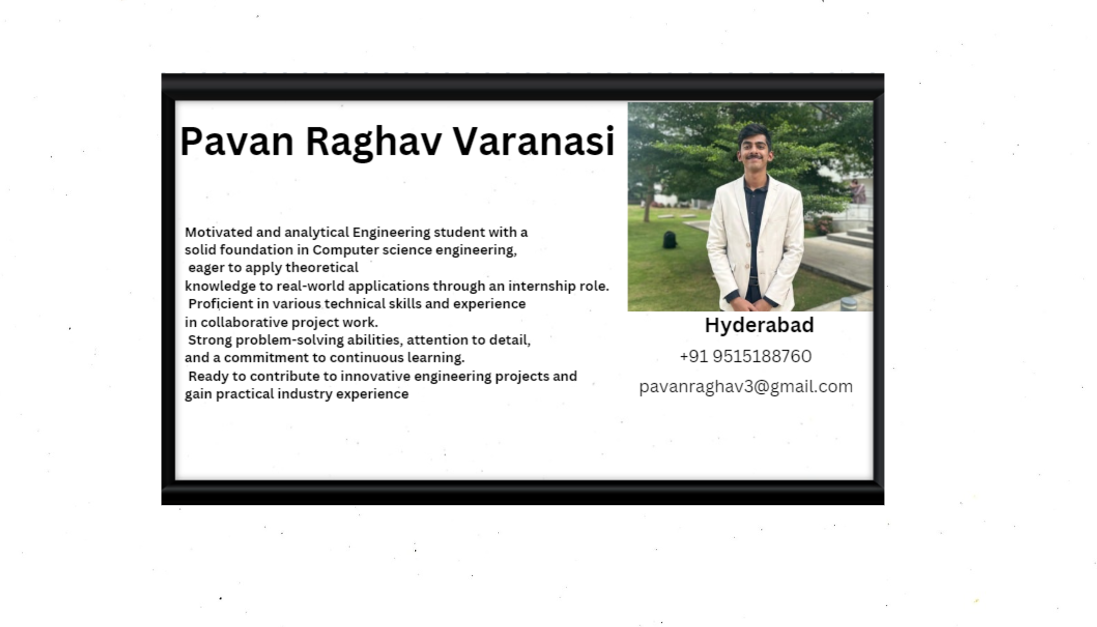 Pavan Raghav Varanasi
Motivated and analytical Engineering student with a
solid foundation in Computer science engineering,
eager to apply theoretical
knowledge to real-world applications through an internship role.
Proficient in various technical skills and experience
in collaborative project work.
Strong problem-solving abilities, attention to detail,
and a commitment to continuous learning.
Ready to contribute to innovative engineering projects and
gain practical industry experience
Hyderabad
+91 9515188760
pavanraghav3@gmail.com